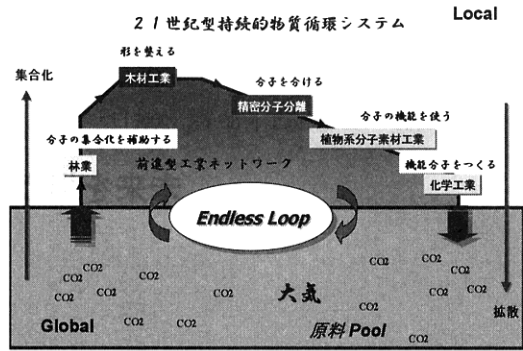 21世紀型持続的物質循環システム
Local
形を整える
集合化
木材工業
分子を分ける
精密分子分離
分子の機能を使う
分子の集合化を補助する
植物系分子素材工業
林業
前進型工業ネットワーク
機能分子をつくる
化学工業
Endless Loop
CO2 CO2
CO2 CO2
CO2
CO2
CO2
CO2
CO2
CO2
CO2
CO2
CO2
CO2
CO2
CO2
CO2
大気
拡散
Global
原料Pool